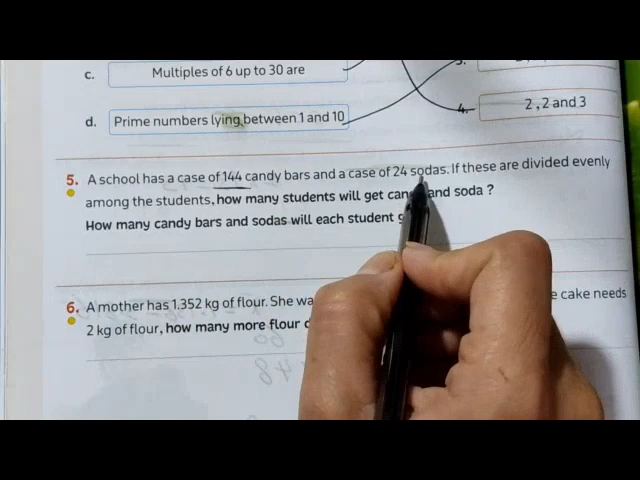 c. Multiples of 6 up to 30 are
d. Prime numbers lying between 1 and 10
4. 2 , 2 and 3
5. A school has a case of 144 candy bars and a case of 24 sodas. If these are divided evenly
among the students, how many students will get and soda ?
How many candy bars and sodas will each student
6. A mother has 1,352 kg of flour. She e cake needs
2 kg of flour, how many more flour